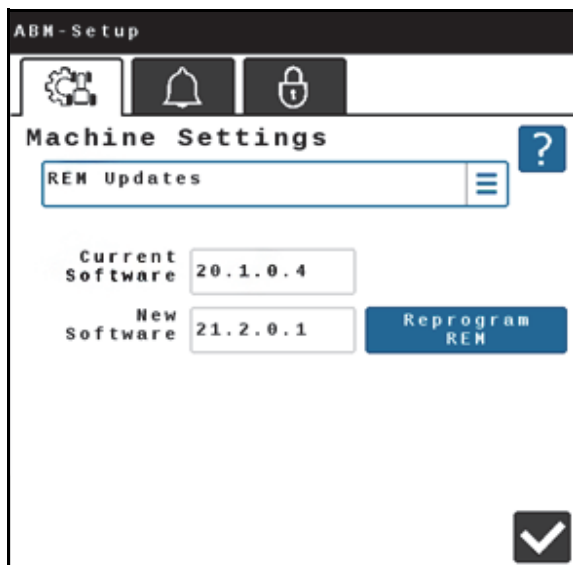 ABM-Setup
Machine Settings
?
REM Updates
Current
Software
20.1.0.4
New
Software
21.2.0.1
Reprogram
REM